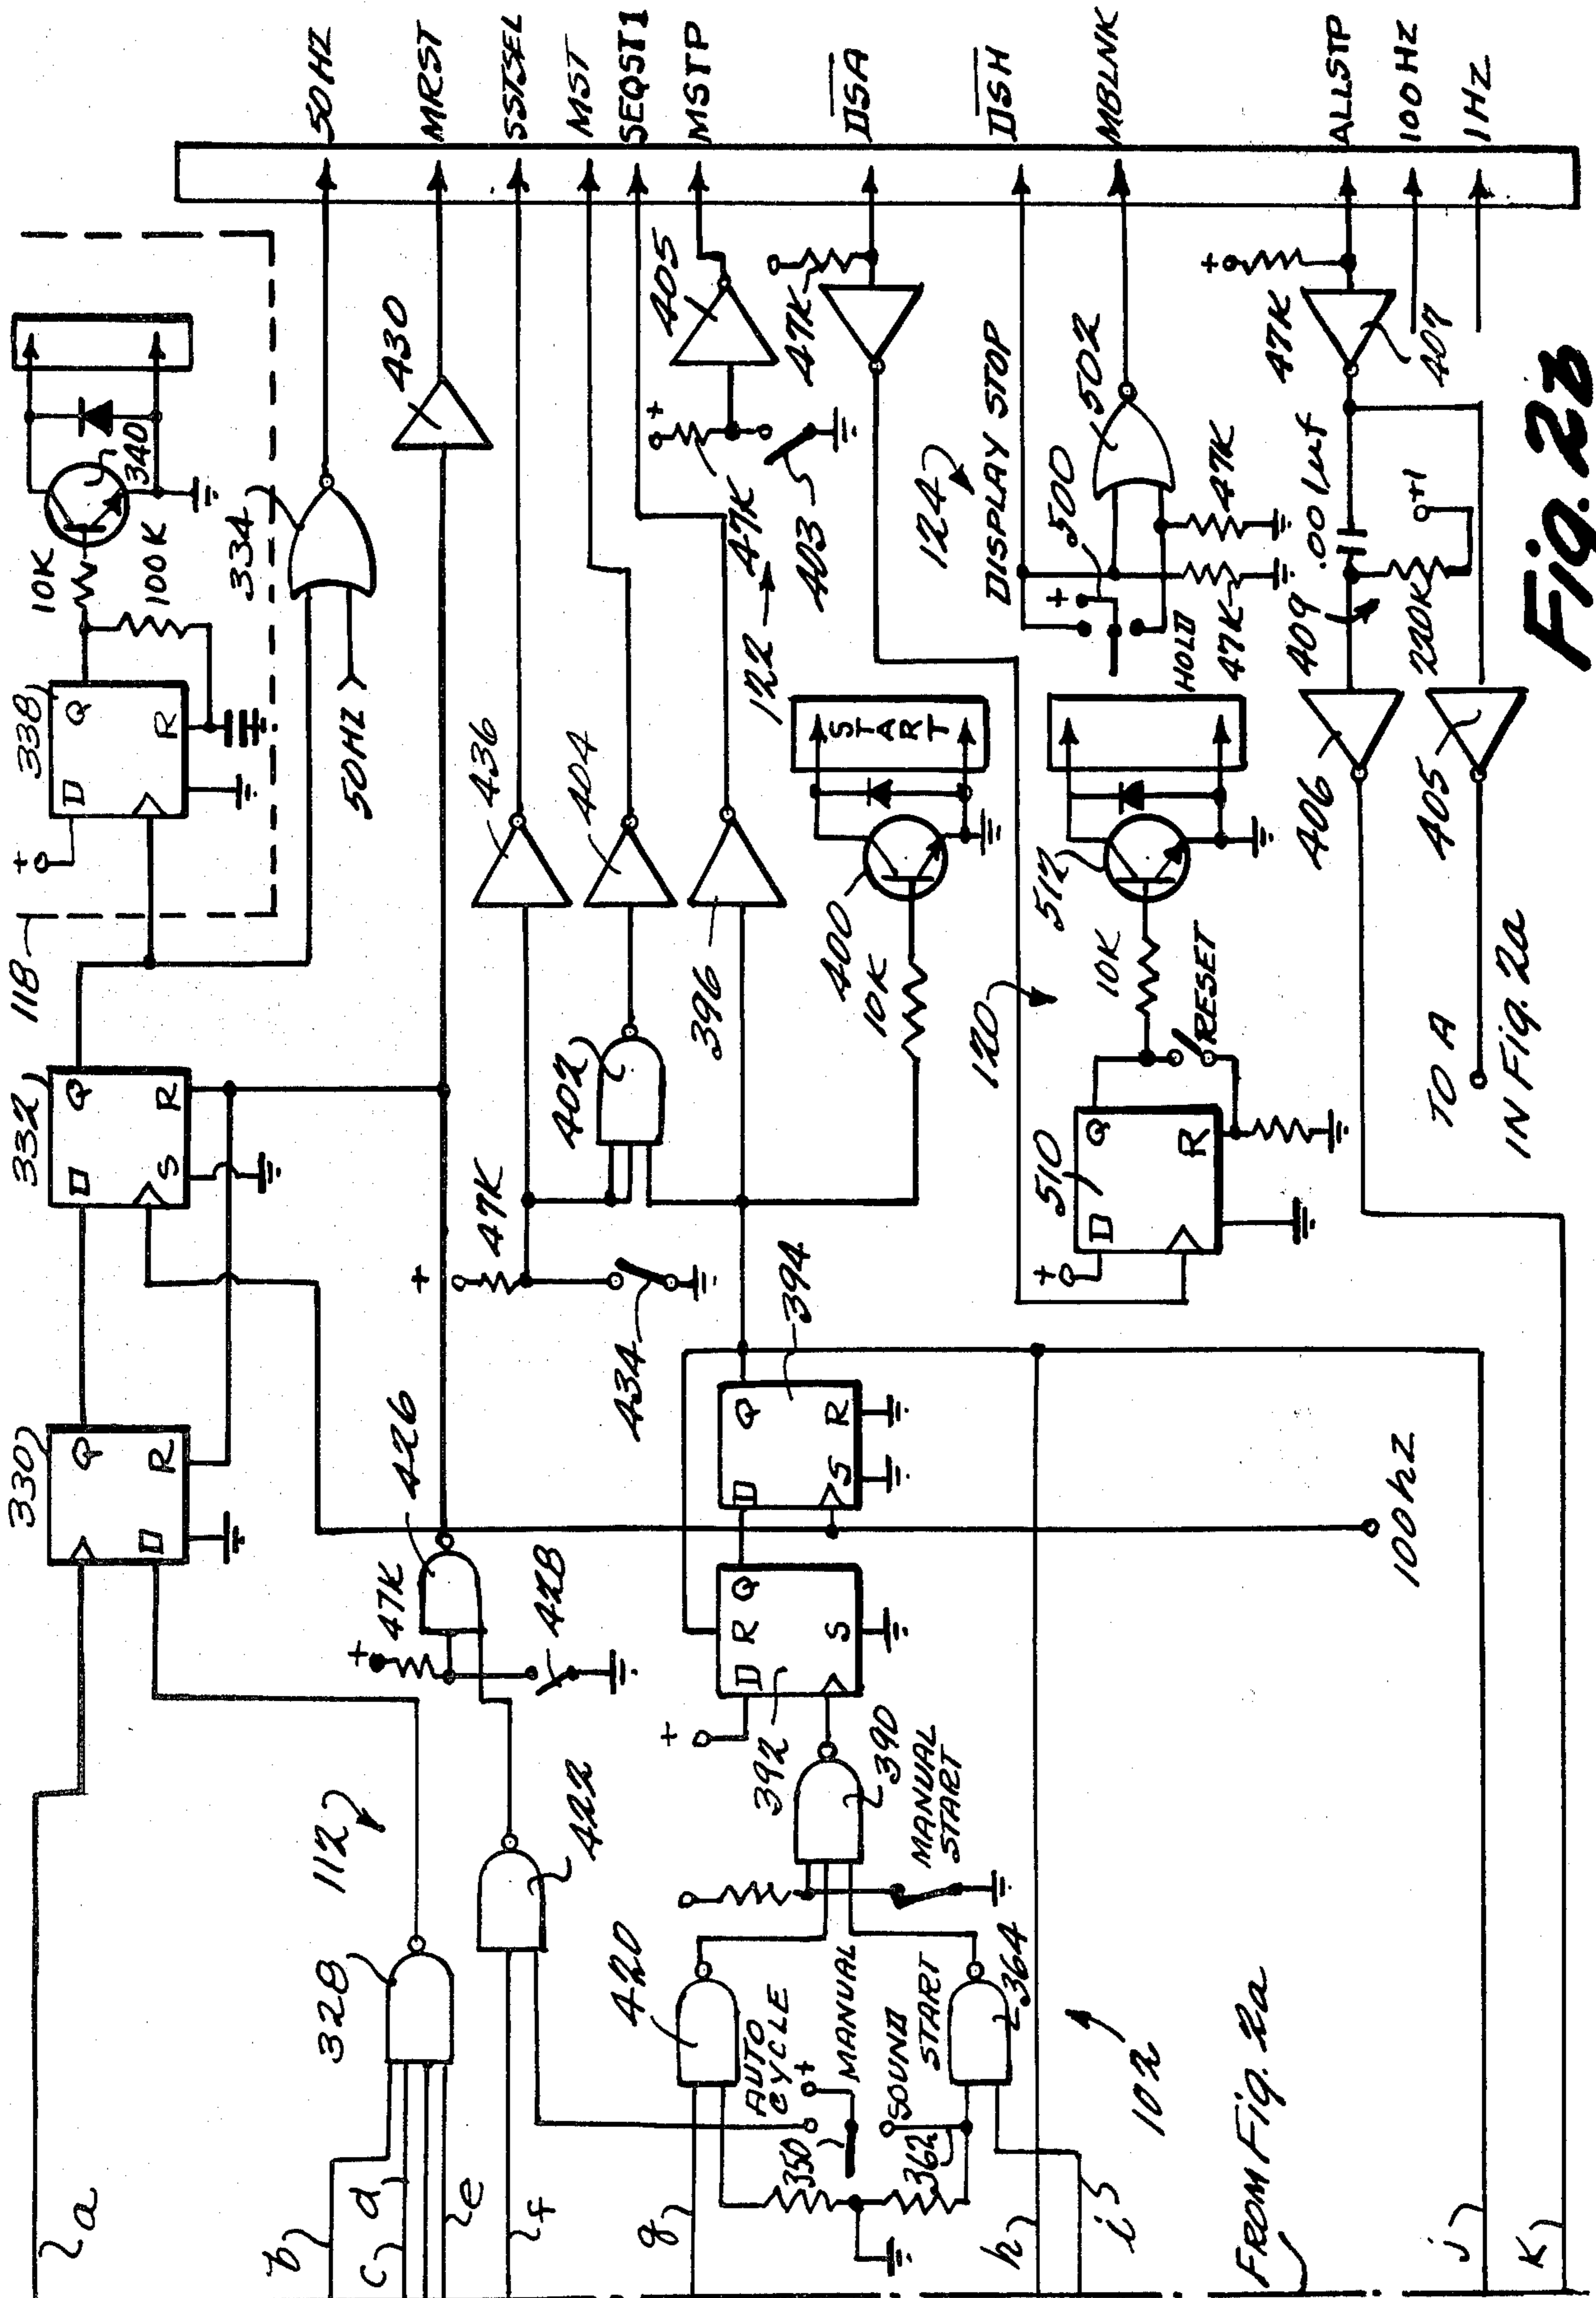 a
b
c
d
e
f
g
h
i
j
K
FROM Fig. 2a
102
112
328
422
420
AUTO
CYCLE
+
MANUAL
350
362
SOUND
START
364
390
MANUAL
START
392
+
D
R
Q
S
47K
+
428
426
330
D
Q
R
394
D
Q
S
R
100hz
332
D
Q
S
R
434
47K
+
402
396
404
436
400
10K
START
118
338
+
D
Q
R
10K
100K
340
334
50HZ
430
122
47K
+
403
405
47K
120
510
+
D
Q
R
10K
RESET
512
124
DISPLAY STOP
500
+
HOLD
47K
47K
502
409
.001uf
220K
+1
47K
+
407
406
405
TO A
IN Fig. 2a
50HZ
MRST
SSTSEL
MST
SEQST1
MSTP
DSA
DSH
MBLNK
ALLSTP
100HZ
1HZ
Fig. 2b